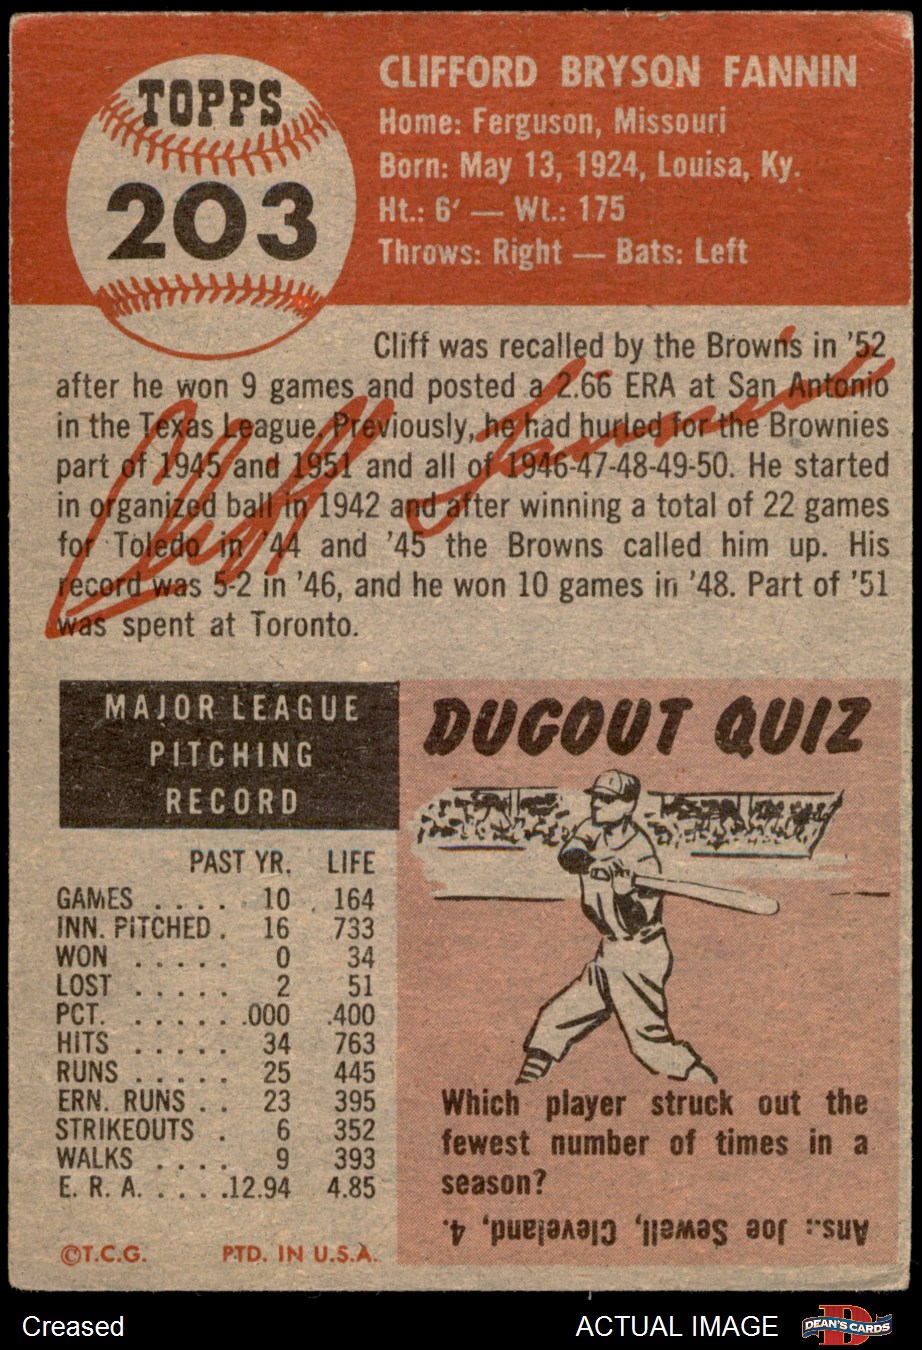 TOPPS
203
CLIFFORD BRYSON FANNIN
Home: Ferguson, Missouri
Born: May 13, 1924, Louisa, Ky.
Ht.: 6′ — Wt.: 175
Throws: Right — Bats: Left
Cliff was recalled by the Browns in '52
after he won 9 games and posted a 2.66 ERA at San Antonio
in the Texas League. Previously, he had hurled for the Brownies
part of 1945 and 1951 and all of 1946-47-48-49-50. He started
in organized ball in 1942 and after winning a total of 22 games
for Toledo in '44 and '45 the Browns called him up. His
record was 5-2 in '46, and he won 10 games in '48. Part of '51
was spent at Toronto.
Cliff Fannin
MAJOR LEAGUE
PITCHING
RECORD
PAST YR. LIFE
GAMES . . . . 10 164
INN. PITCHED . 16 733
WON . . . . . 0 34
LOST . . . . . 2 51
PCT. . . . . . .000 .400
HITS . . . . . 34 763
RUNS . . . . . 25 445
ERN. RUNS . . 23 395
STRIKEOUTS . 6 352
WALKS . . . . 9 393
E. R. A. . . . .12.94 4.85
©T.C.G. PTD. IN U.S.A.
DUGOUT QUIZ
Which player struck out the
fewest number of times in a
season?
Ans.: Joe Sewell, Cleveland, 4.
Creased
ACTUAL IMAGE
DEAN'S CARDS